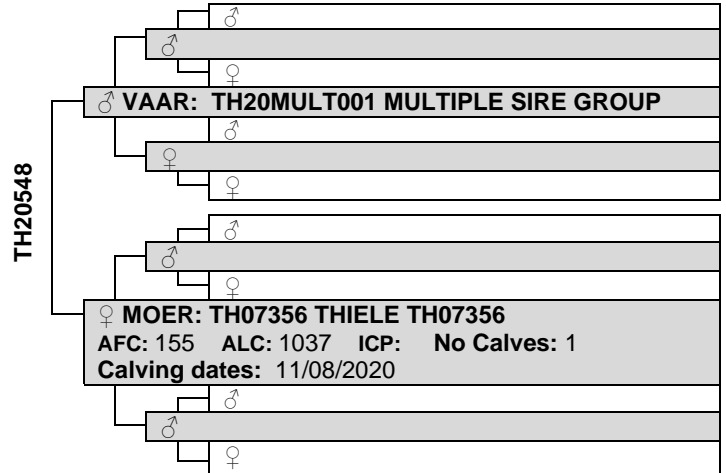 ♂
♂
♀
♂ VAAR: TH20MULT001 MULTIPLE SIRE GROUP
♂
♀
♀
TH20548
♂
♂
♀
♀ MOER: TH07356 THIELE TH07356
AFC: 155 ALC: 1037 ICP: No Calves: 1
Calving dates: 11/08/2020
♂
♂
♀